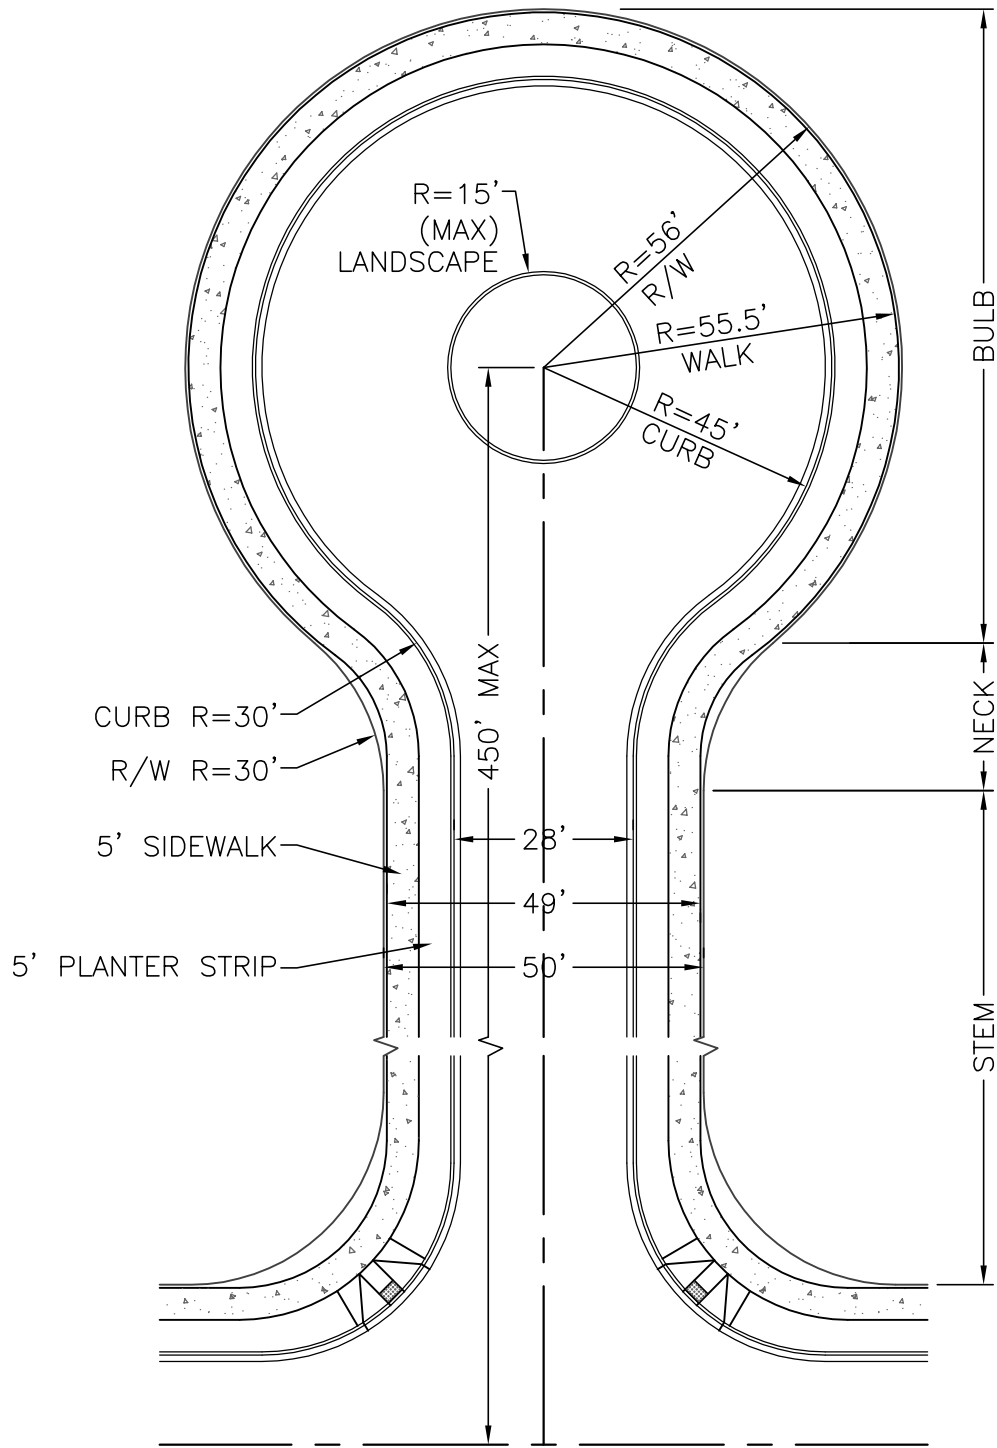 R=15'
(MAX)
LANDSCAPE
R=56'
R/W
R=55.5'
WALK
R=45'
CURB
BULB
NECK
STEM
450' MAX
CURB R=30'
R/W R=30'
5' SIDEWALK
5' PLANTER STRIP
28'
49'
50'